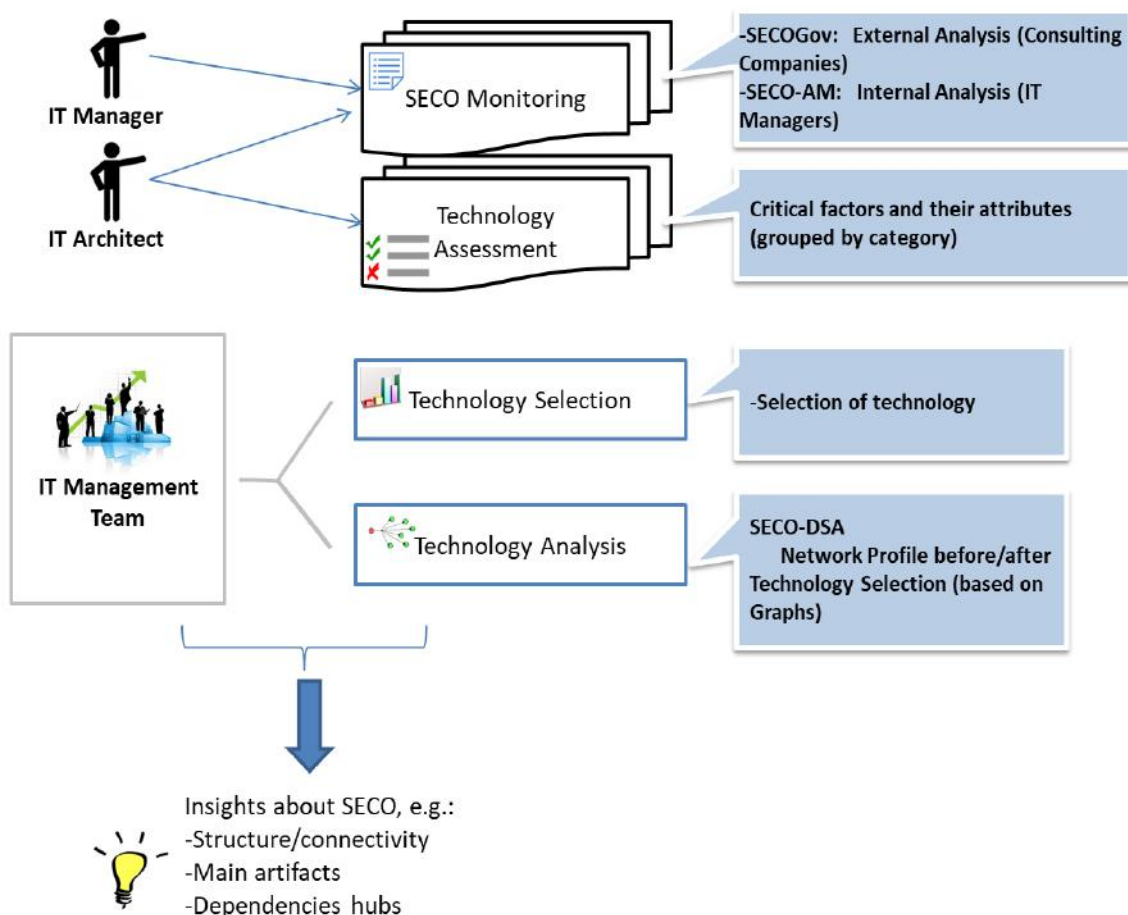 IT Manager
SECO Monitoring
-SECOGov: External Analysis (Consulting
Companies)
-SECO-AM: Internal Analysis (IT
Managers)
IT Architect
Technology
Assessment
Critical factors and their attributes
(grouped by category)
IT Management
Team
Technology Selection
-Selection of technology
Technology Analysis
SECO-DSA
Network Profile before/after
Technology Selection (based on
Graphs)
Insights about SECO, e.g.:
-Structure/connectivity
-Main artifacts
-Dependencies hubs